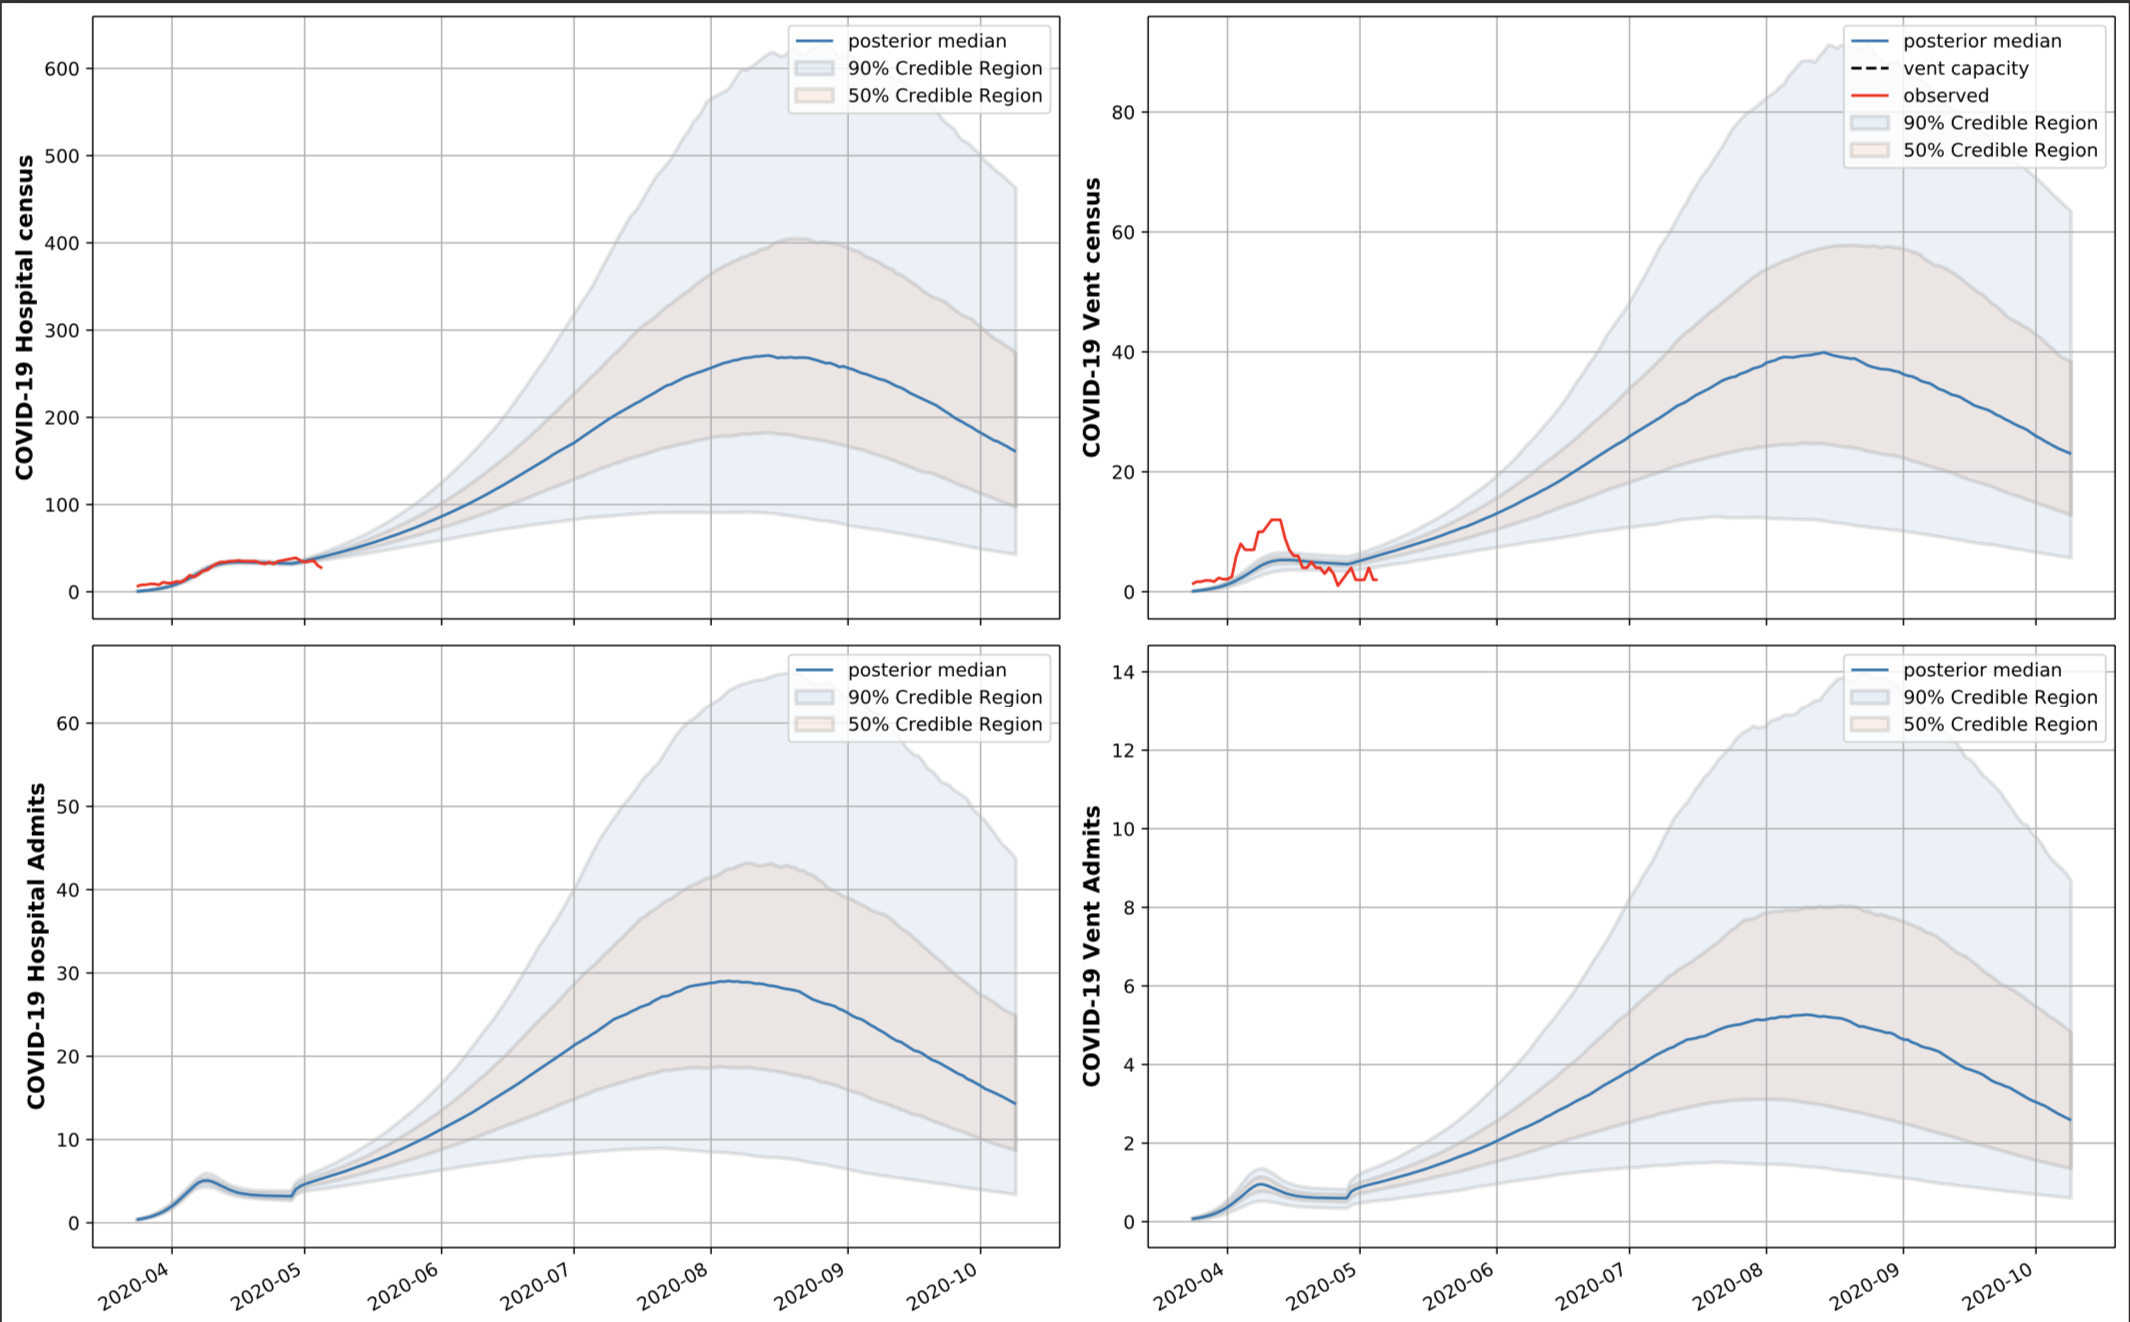 COVID-19 Hospital census
600
500
400
300
200
100
0
posterior median
90% Credible Region
50% Credible Region
COVID-19 Vent census
80
60
40
20
0
posterior median
vent capacity
observed
90% Credible Region
50% Credible Region
COVID-19 Hospital Admits
60
50
40
30
20
10
0
posterior median
90% Credible Region
50% Credible Region
2020-04
2020-05
2020-06
2020-07
2020-08
2020-09
2020-10
COVID-19 Vent Admits
14
12
10
8
6
4
2
0
posterior median
90% Credible Region
50% Credible Region
2020-04
2020-05
2020-06
2020-07
2020-08
2020-09
2020-10